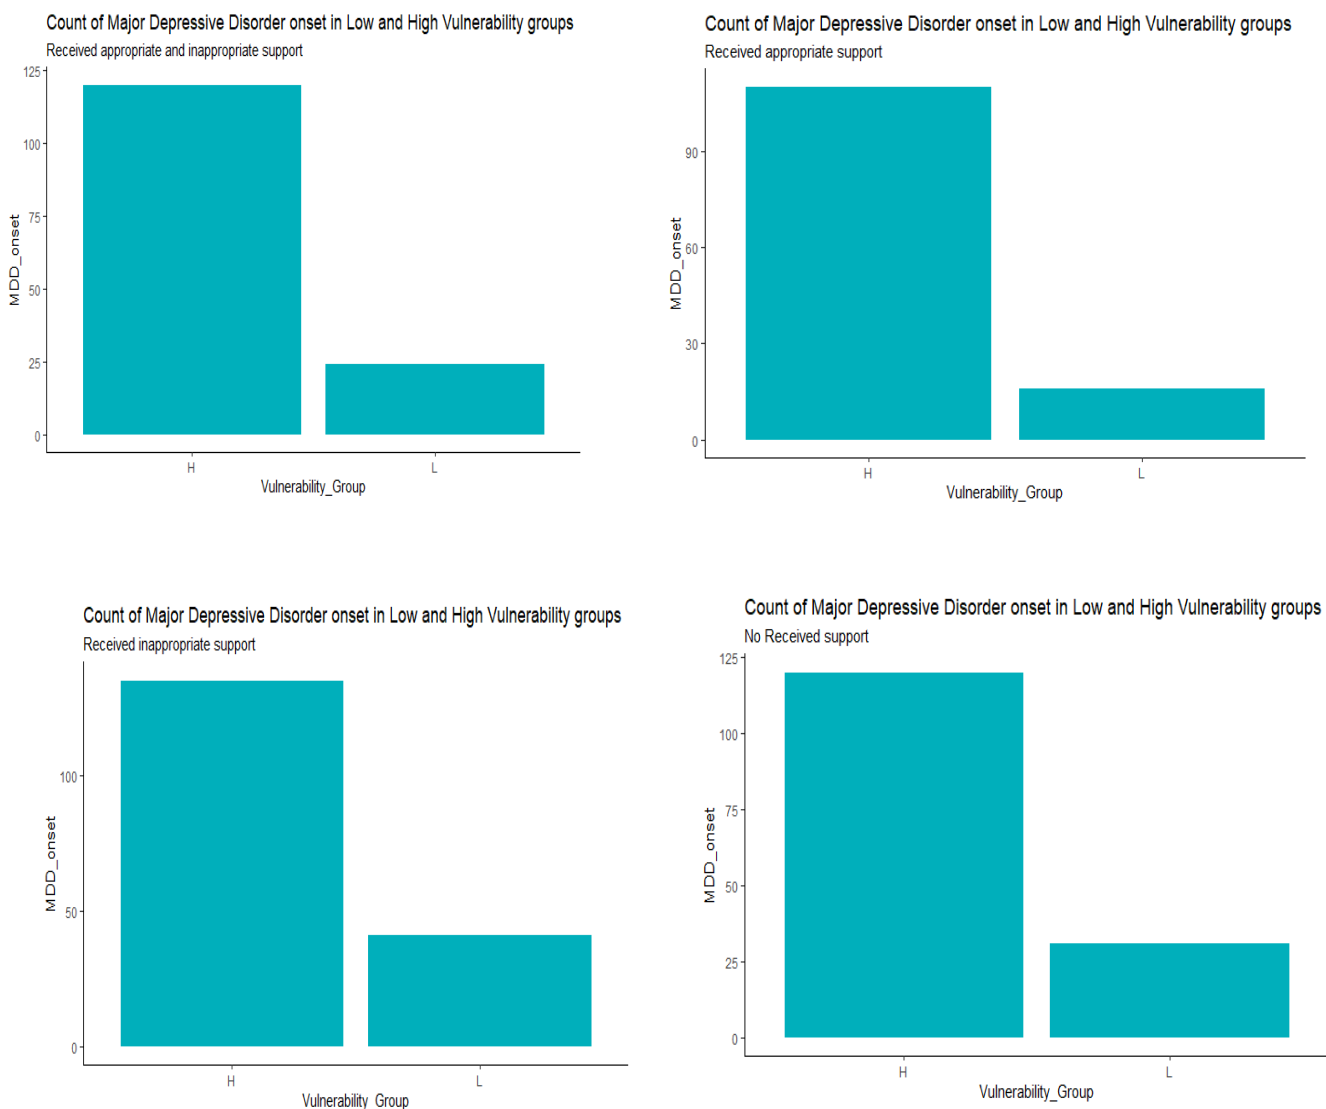 Count of Major Depressive Disorder onset in Low and High Vulnerability groups
Received appropriate and inappropriate support
125
100
75
50
25
0
MDD_onset
H
L
Vulnerability_Group
Count of Major Depressive Disorder onset in Low and High Vulnerability groups
Received appropriate support
90
60
30
0
MDD_onset
H
L
Vulnerability_Group
Count of Major Depressive Disorder onset in Low and High Vulnerability groups
Received inappropriate support
100
50
0
MDD_onset
H
L
Vulnerability_Group
Count of Major Depressive Disorder onset in Low and High Vulnerability groups
No Received support
125
100
75
50
25
0
MDD_onset
H
L
Vulnerability_Group